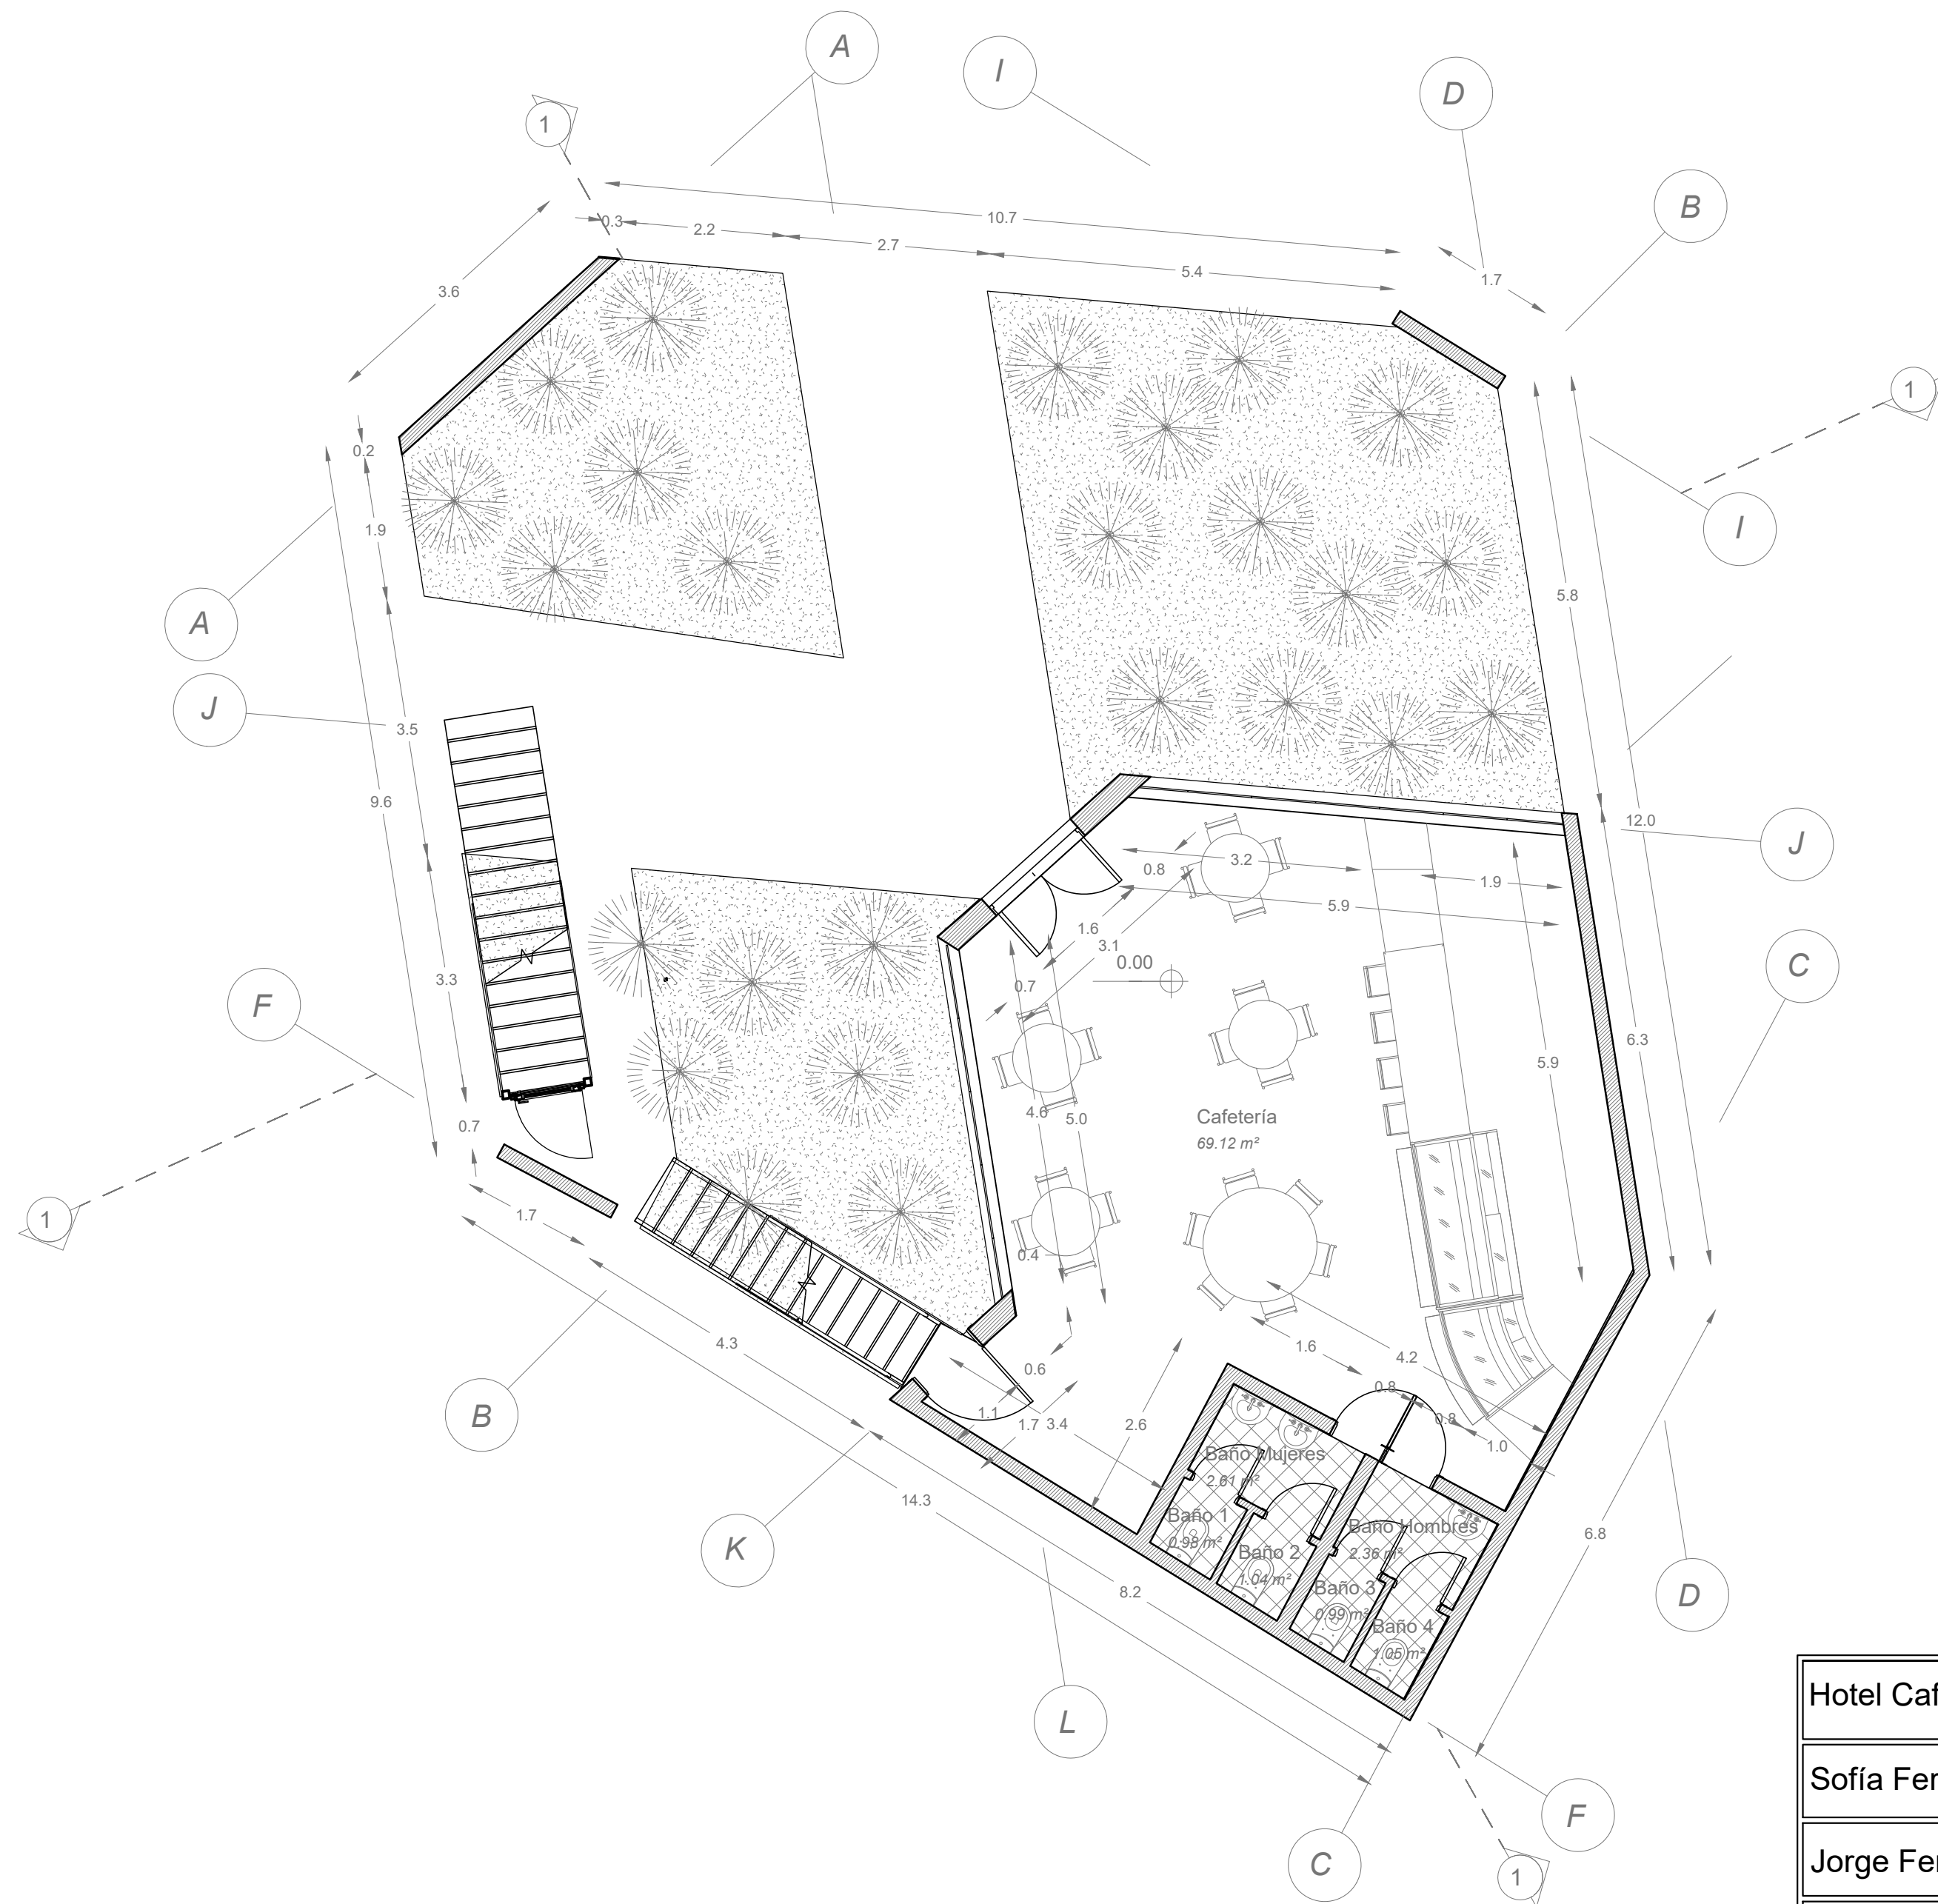 A
I
D
1
B
10.7
0.3
2.2
2.7
5.4
1.7
3.6
1
0.2
I
1.9
5.8
A
J
3.5
9.6
12.0
J
0.8
3.2
1.9
5.9
1.6
3.1
0.00
C
0.7
3.3
F
6.3
5.9
4.6
5.0
Cafetería
69.12 m²
0.7
1
1.7
0.4
4.3
1.6
4.2
0.6
0.8
B
1.1
1.7
3.4
2.6
0.8
1.0
Baño Mujeres
2.61 m²
14.3
Baño 1
0.98 m²
Baño Hombres
2.36 m²
6.8
K
Baño 2
1.04 m²
8.2
Baño 3
0.99 m²
D
Baño 4
1.05 m²
L
Hotel Caf
Sofía Fer
F
C
1
Jorge Fer